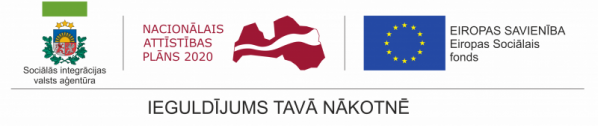 Sociālās integrācijas
valsts aģentūra
NACIONĀLAIS
ATTĪSTĪBAS
PLĀNS 2020
EIROPAS SAVIENĪBA
Eiropas Sociālais
fonds
IEGULDĪJUMS TAVĀ NĀKOTNĒ